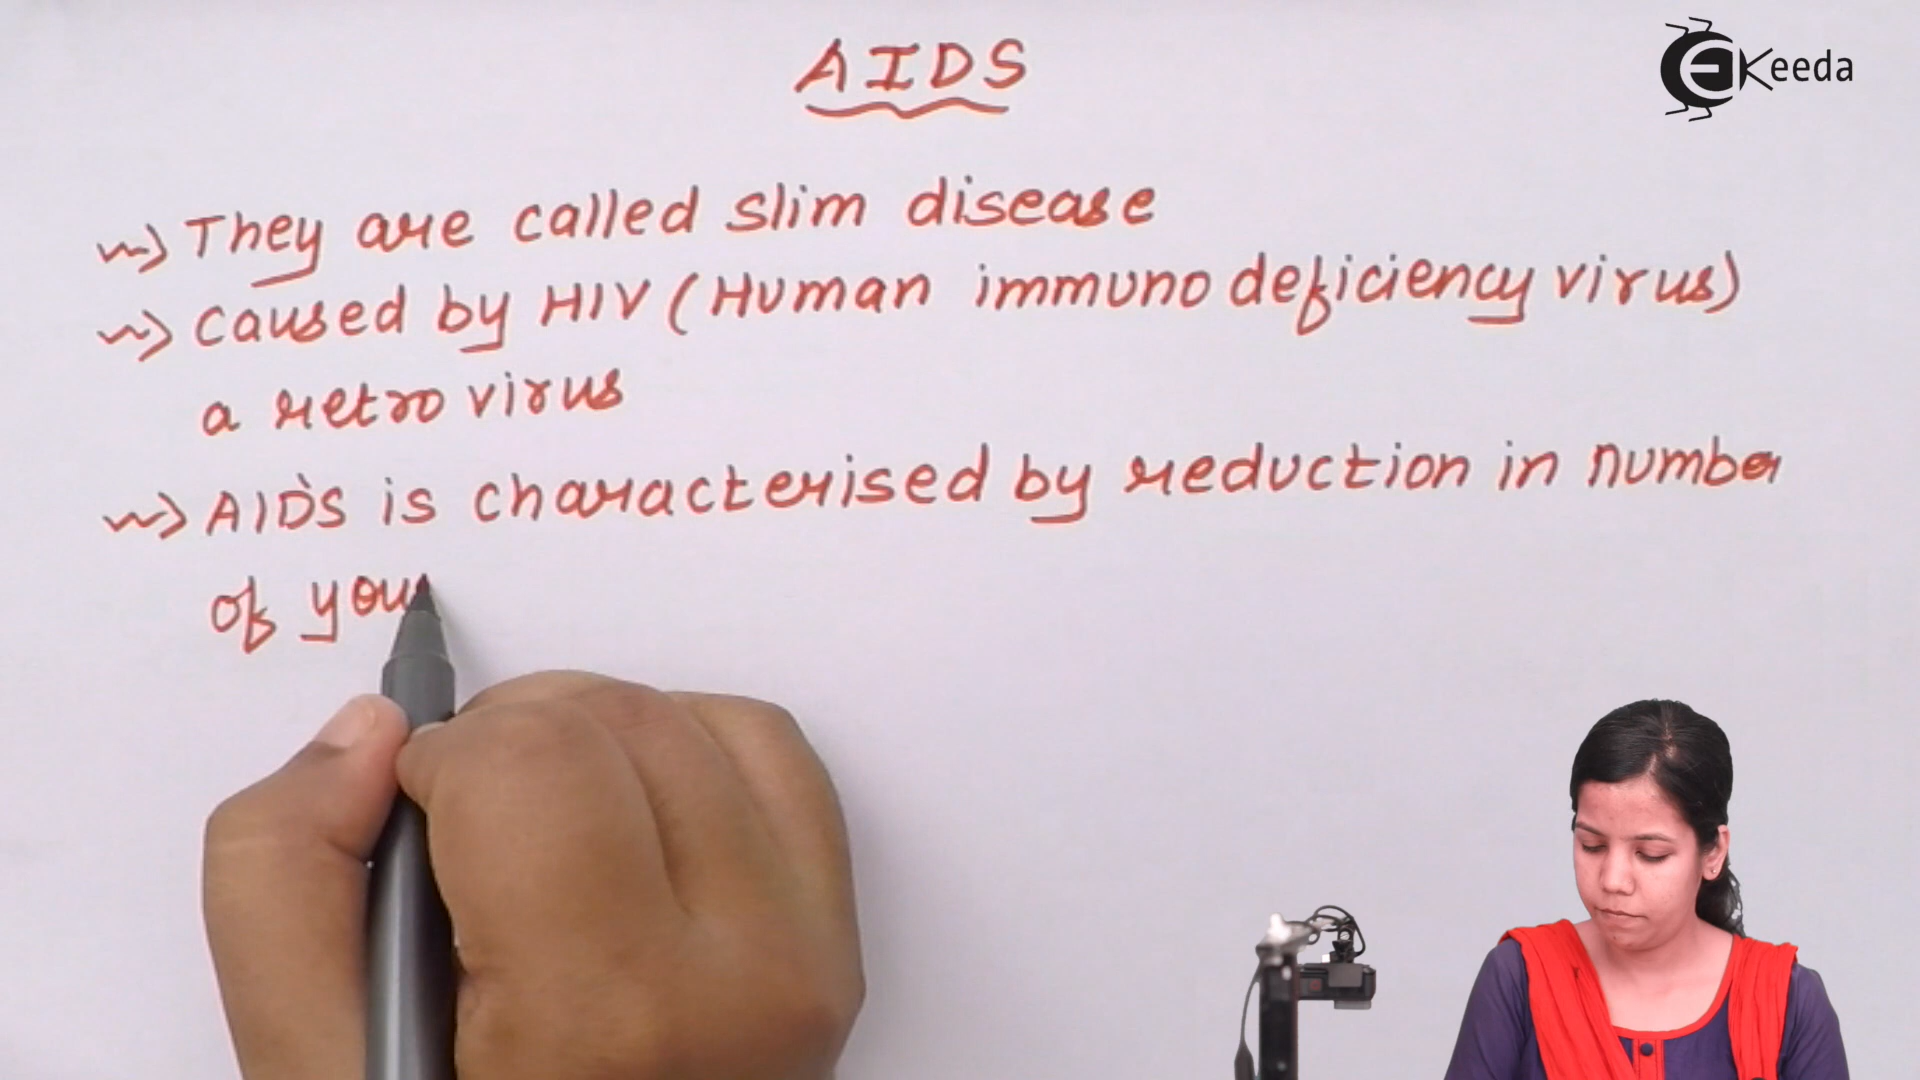 AIDS
EKeeda
They are called slim disease
caused by HIV (Human immuno deficiency virus)
a retro virus
AIDS is characterised by reduction in number
of you